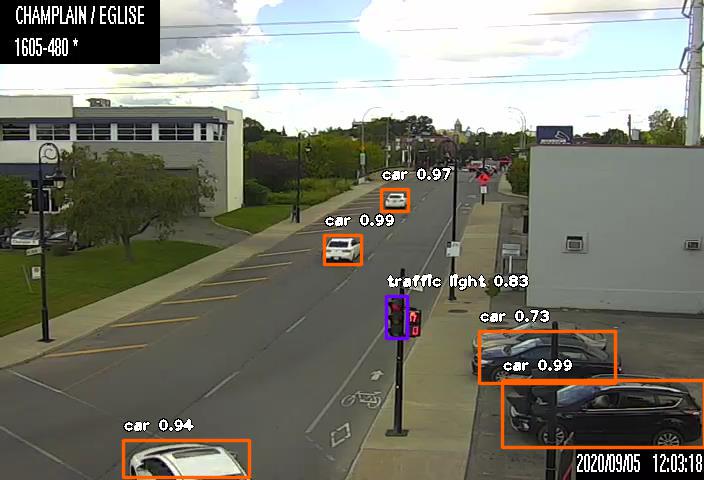 CHAMPLAIN / EGLISE
1605-480 *
car 0.97
car 0.99
traffic light 0.83
car 0.73
car 0.99
car 0.94
2020/09/05 12:03:18